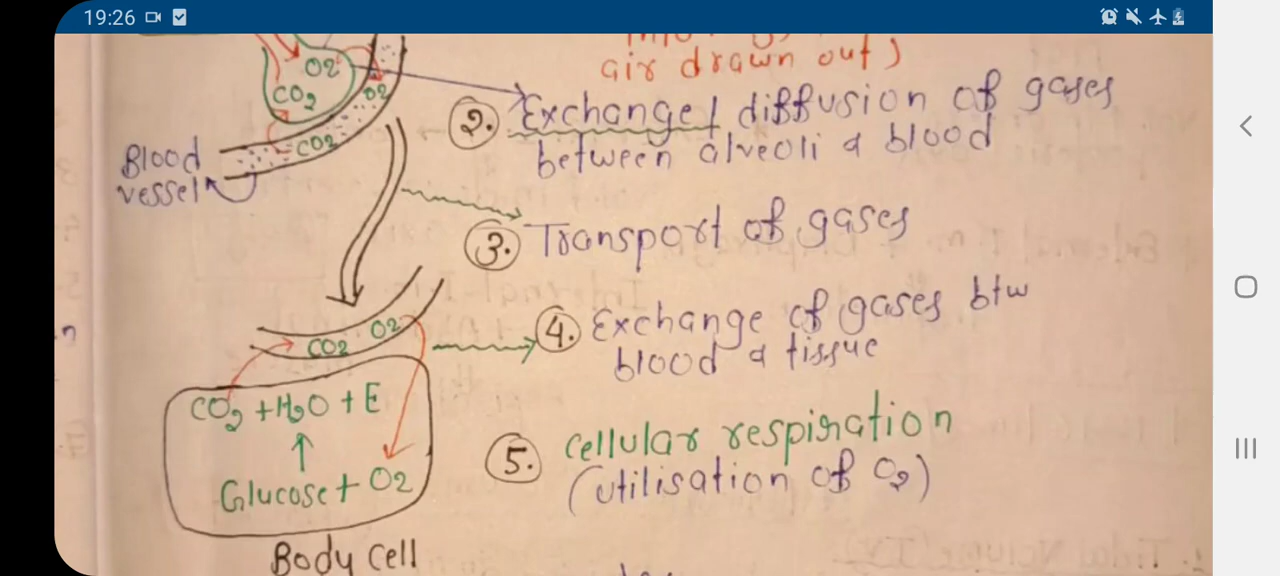 19:26
air drawn out)
O2
CO2
O2
CO2
Blood
vessel
2. Exchange / diffusion of gases
between alveoli & blood
3. Transport of gases
4. Exchange of gases btw
blood & tissue
O2
CO2
CO2 + H2O + E
Glucose + O2
Body cell
5. cellular respiration
(utilisation of O2)